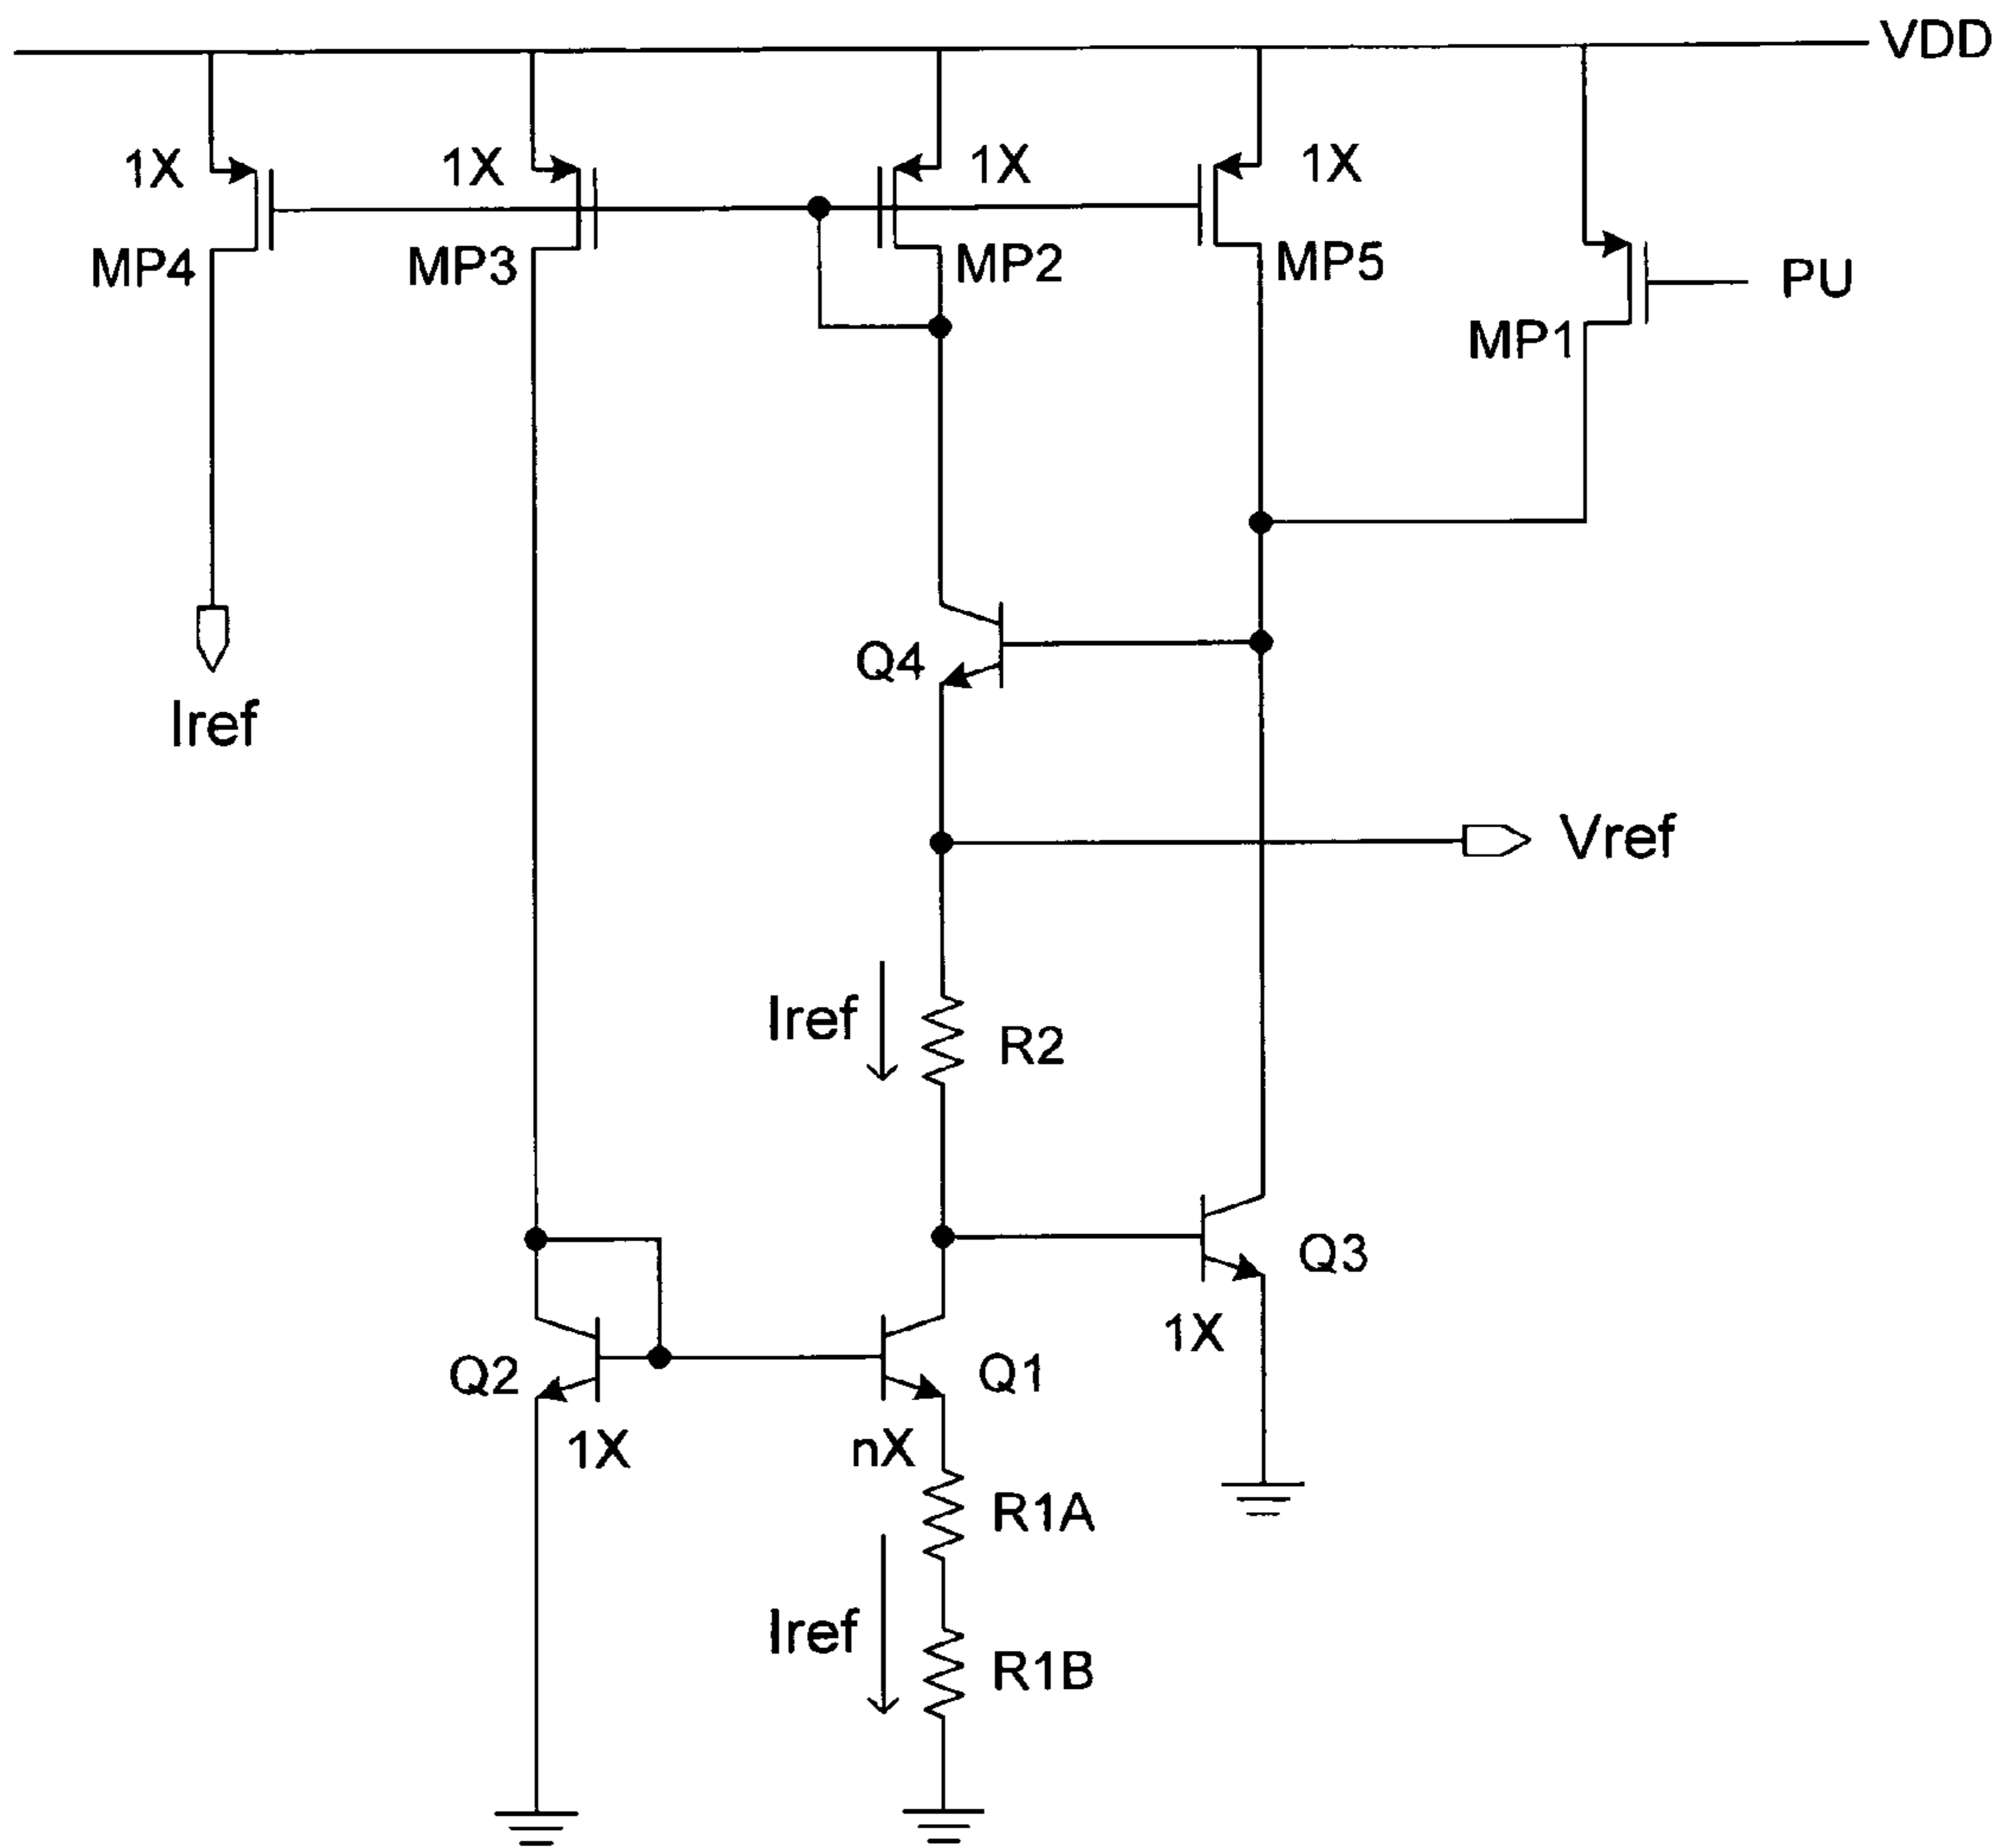 VDD
1X
1X
1X
1X
MP4
MP3
MP2
MP5
PU
MP1
Q4
Iref
Vref
Iref
R2
Q3
1X
Q2
Q1
1X
nX
R1A
Iref
R1B